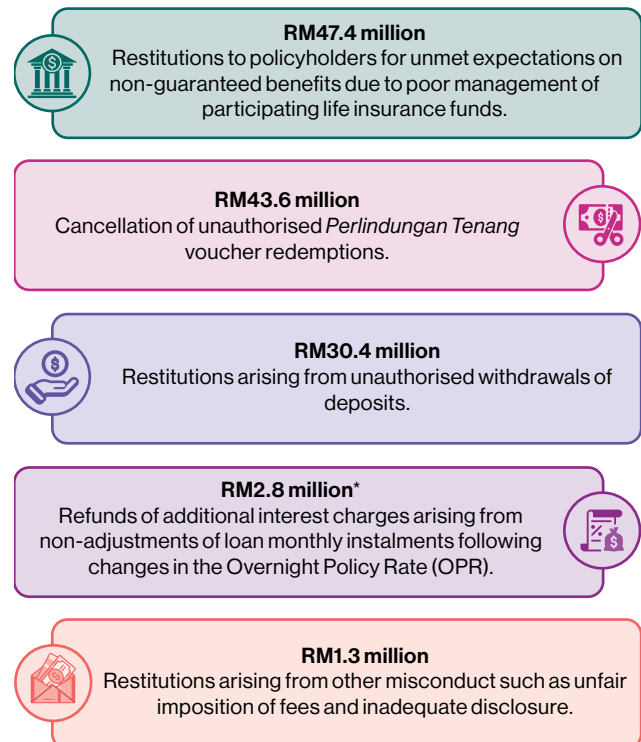 RM47.4 million
Restitutions to policyholders for unmet expectations on
non-guaranteed benefits due to poor management of
participating life insurance funds.
RM43.6 million
Cancellation of unauthorised Perlindungan Tenang
voucher redemptions.
RM30.4 million
Restitutions arising from unauthorised withdrawals of
deposits.
RM2.8 million*
Refunds of additional interest charges arising from
non-adjustments of loan monthly instalments following
changes in the Overnight Policy Rate (OPR).
RM1.3 million
Restitutions arising from other misconduct such as unfair
imposition of fees and inadequate disclosure.